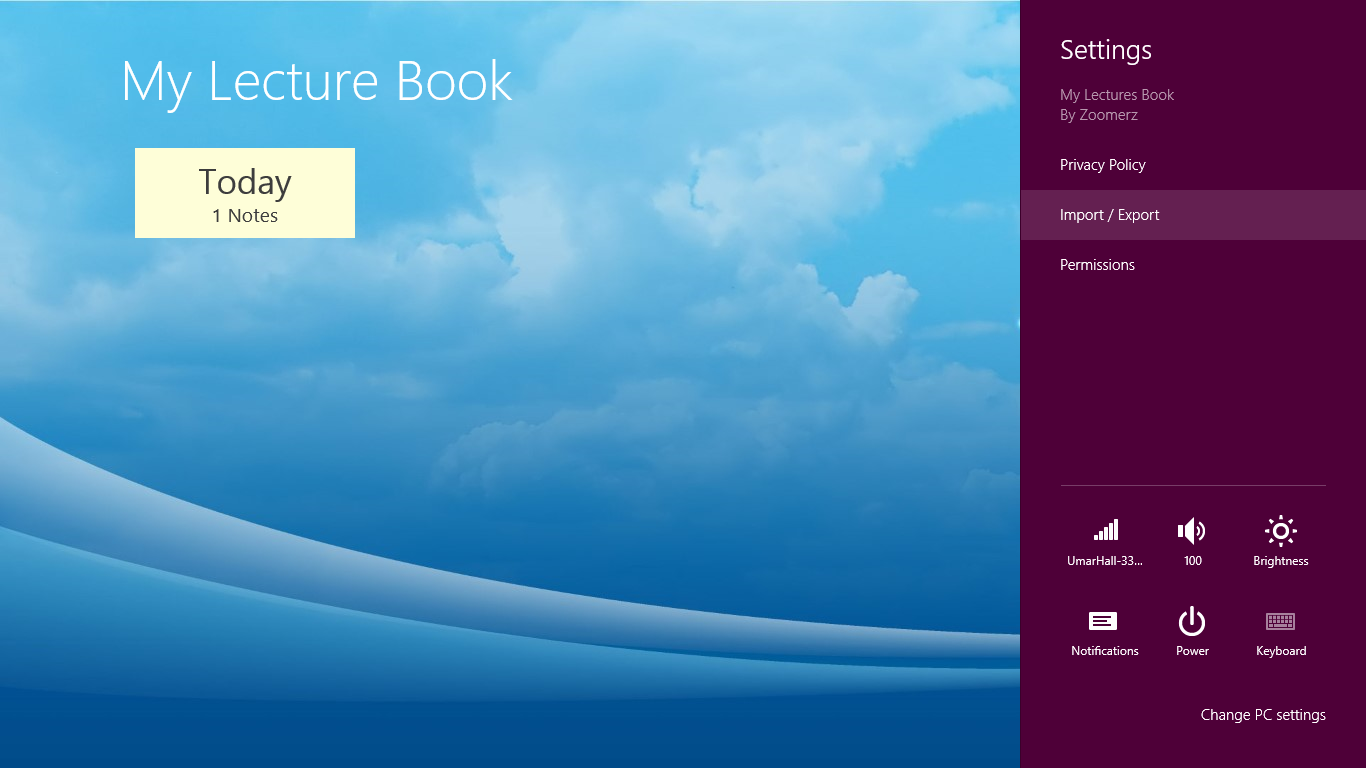 My Lecture Book
Today
1 Notes
Settings
My Lectures Book
By Zoomerz
Privacy Policy
Import / Export
Permissions
UmarHall-33...
100
Brightness
Notifications
Power
Keyboard
Change PC settings